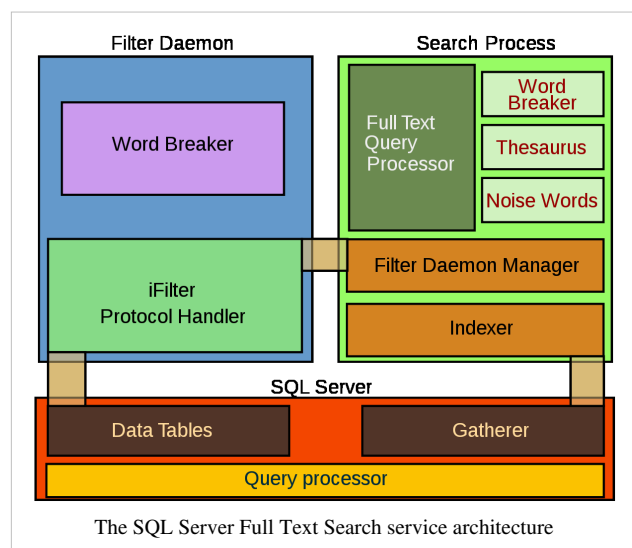 Filter Daemon
Search Process
Word Breaker
Full Text
Query
Processor
Word
Breaker
Thesaurus
Noise Words
iFilter
Protocol Handler
Filter Daemon Manager
Indexer
SQL Server
Data Tables
Gatherer
Query processor
The SQL Server Full Text Search service architecture